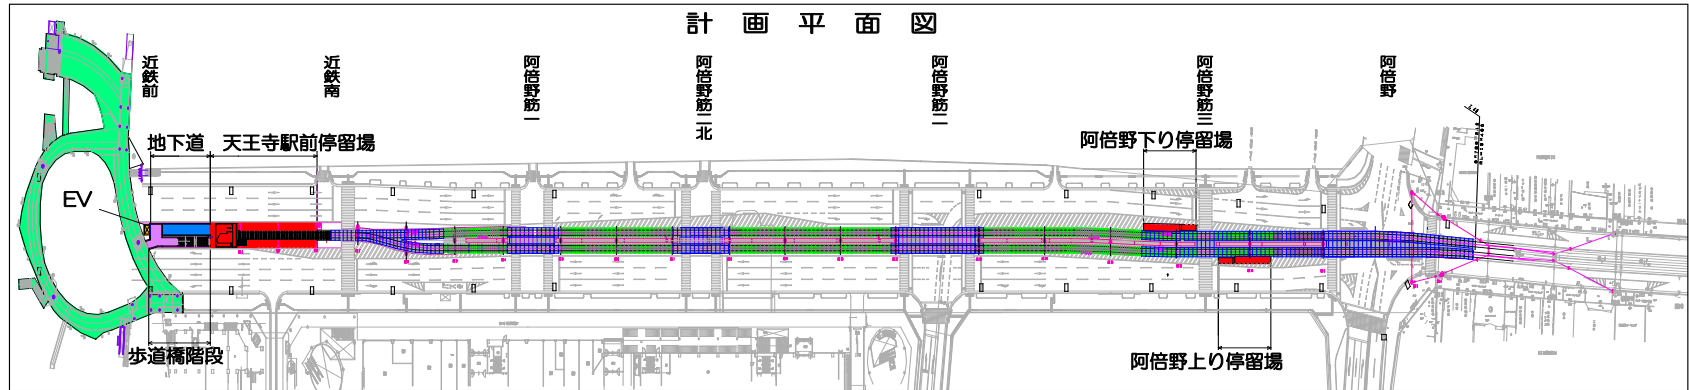 計画平面図
近鉄前
近鉄南
阿倍野筋一
阿倍野筋二北
阿倍野筋二
阿倍野筋三
阿倍野
地下道
天王寺駅前停留場
阿倍野下り停留場
EV
歩道橋階段
阿倍野上り停留場